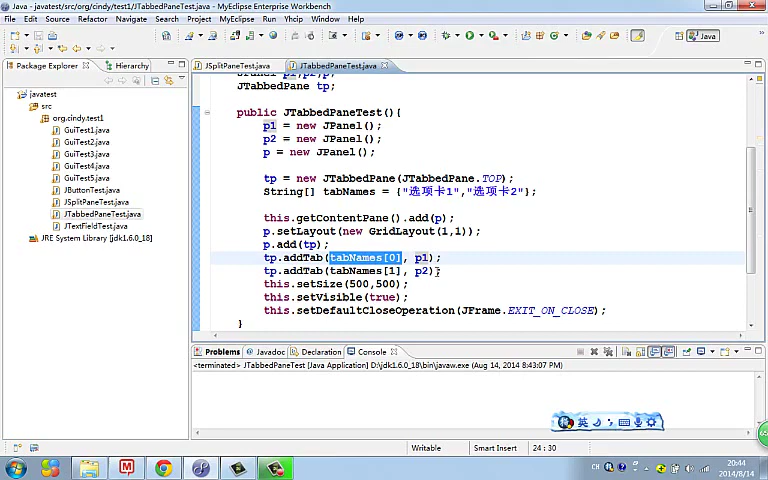 Java - javatest/src/org/cindy/test1/JTabbedPaneTest.java - MyEclipse Enterprise Workbench
File Edit Source Refactor Navigate Search Project MyEclipse Run Yincheng Window Help
Java
Package Explorer Hierarchy
JSplitPaneTest.java JTabbedPaneTest.java
javatest
src
org.cindy.test1
GuiTest1.java
GuiTest2.java
GuiTest3.java
GuiTest4.java
GuiTest5.java
JButtonTest.java
JSplitPaneTest.java
JTabbedPaneTest.java
JTextFieldTest.java
JRE System Library [jdk1.6.0_18]
JPanel p1,p2,p;
JTabbedPane tp;
public JTabbedPaneTest(){
p1 = new JPanel();
p2 = new JPanel();
p = new JPanel();
tp = new JTabbedPane(JTabbedPane.TOP);
String[] tabNames = {"选项卡1","选项卡2"};
this.getContentPane().add(p);
p.setLayout(new GridLayout(1,1));
p.add(tp);
tp.addTab(tabNames[0], p1);
tp.addTab(tabNames[1], p2);
this.setSize(500,500);
this.setVisible(true);
this.setDefaultCloseOperation(JFrame.EXIT_ON_CLOSE);
}
Problems Javadoc Declaration Console
<terminated> JTabbedPaneTest [Java Application] D:\jdk1.6.0_18\bin\javaw.exe (Aug 14, 2014 8:43:07 PM)
英
Writable Smart Insert 24 : 30
CH
20:44
2014/8/14